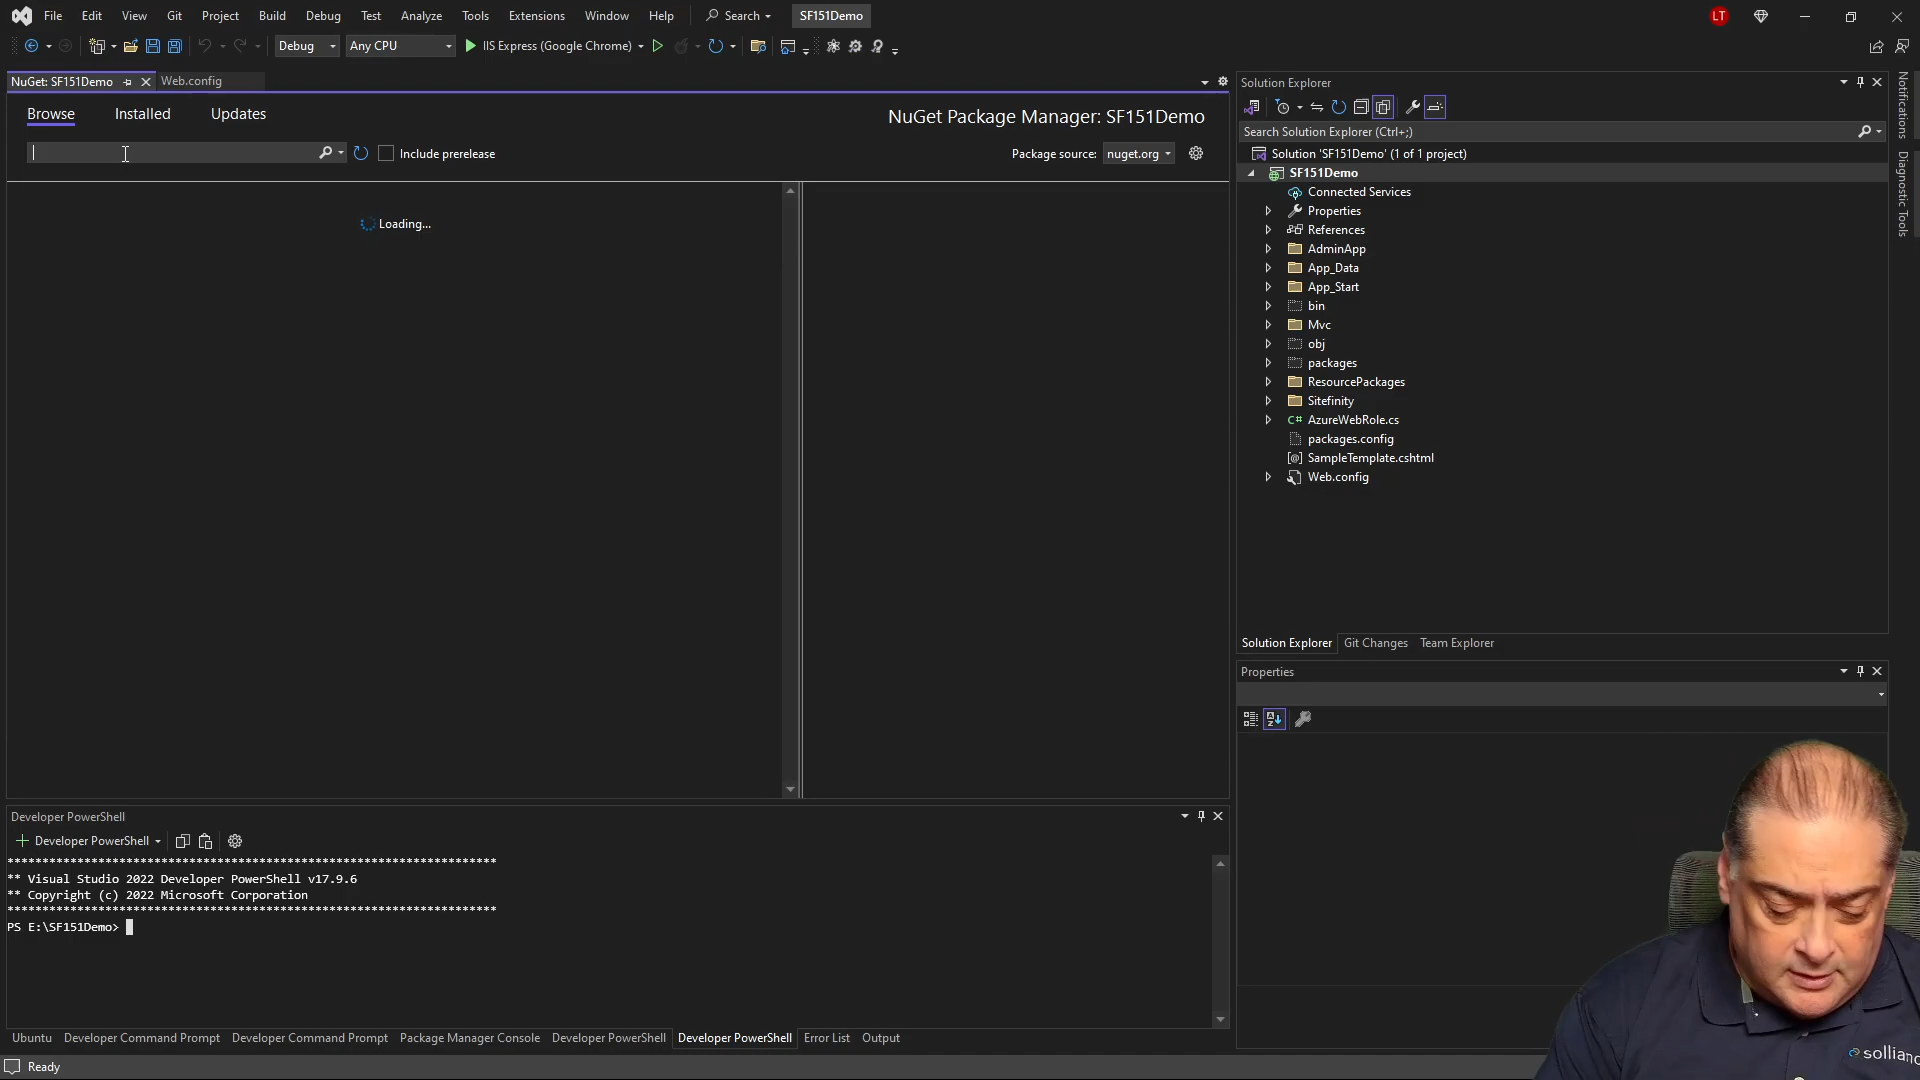 File Edit View Git Project Build Debug Test Analyze Tools Extensions Window Help Search SF151Demo LT
Debug Any CPU IIS Express (Google Chrome)
NuGet: SF151Demo Web.config
Browse Installed Updates
NuGet Package Manager: SF151Demo
Include prerelease
Package source: nuget.org
Loading...
Solution Explorer
Search Solution Explorer (Ctrl+;)
Solution 'SF151Demo' (1 of 1 project)
SF151Demo
Connected Services
Properties
References
AdminApp
App_Data
App_Start
bin
Mvc
obj
packages
ResourcePackages
Sitefinity
C# AzureWebRole.cs
packages.config
[@] SampleTemplate.cshtml
Web.config
Solution Explorer Git Changes Team Explorer
Properties
Notifications
Diagnostic Tools
Developer PowerShell
Developer PowerShell
**********************************************************************
** Visual Studio 2022 Developer PowerShell v17.9.6
** Copyright (c) 2022 Microsoft Corporation
**********************************************************************
PS E:\SF151Demo>
Ubuntu Developer Command Prompt Developer Command Prompt Package Manager Console Developer PowerShell Developer PowerShell Error List Output
Ready